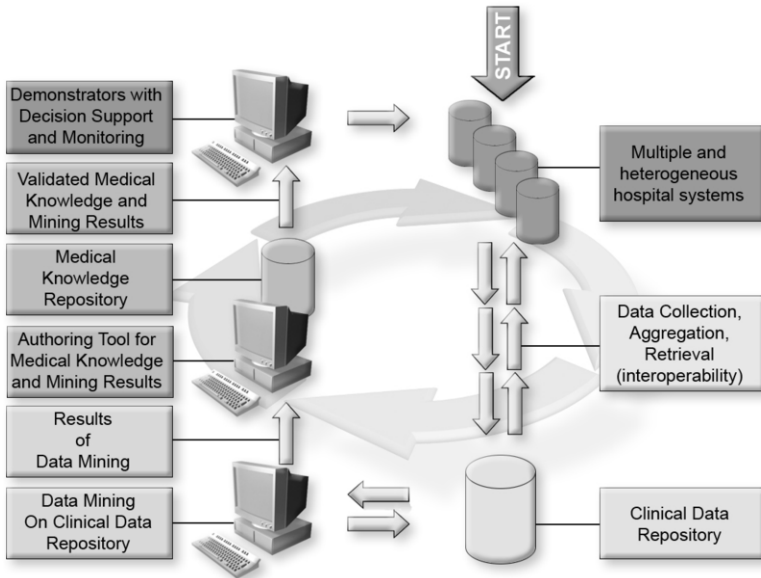 START
Demonstrators with
Decision Support
and Monitoring
Validated Medical
Knowledge and
Mining Results
Medical
Knowledge
Repository
Authoring Tool for
Medical Knowledge
and Mining Results
Results
of
Data Mining
Data Mining
On Clinical Data
Repository
Multiple and
heterogeneous
hospital systems
Data Collection,
Aggregation,
Retrieval
(interoperability)
Clinical Data
Repository